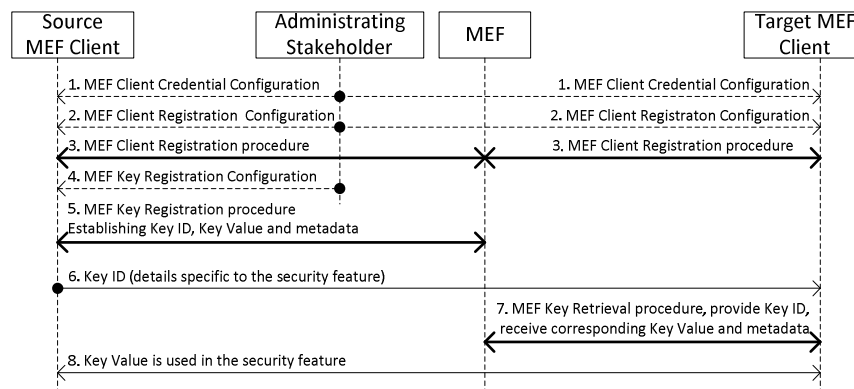 Source
MEF Client
Administrating
Stakeholder
MEF
Target MEF
Client
1. MEF Client Credential Configuration
1. MEF Client Credential Configuration
2. MEF Client Registration Configuration
2. MEF Client Registraton Configuration
3. MEF Client Registration procedure
3. MEF Client Registration procedure
4. MEF Key Registration Configuration
5. MEF Key Registration procedure
Establishing Key ID, Key Value and metadata
6. Key ID (details specific to the security feature)
7. MEF Key Retrieval procedure, provide Key ID,
receive corresponding Key Value and metadata
8. Key Value is used in the security feature